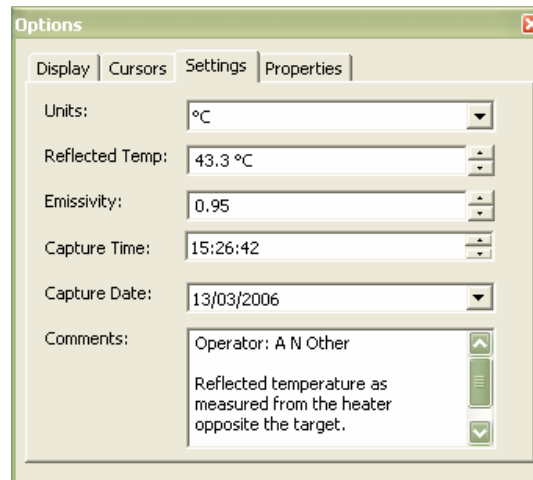 Options
Display Cursors Settings Properties
Units: °C
Reflected Temp: 43.3 °C
Emissivity: 0.95
Capture Time: 15:26:42
Capture Date: 13/03/2006
Comments: Operator: A N Other
Reflected temperature as
measured from the heater
opposite the target.